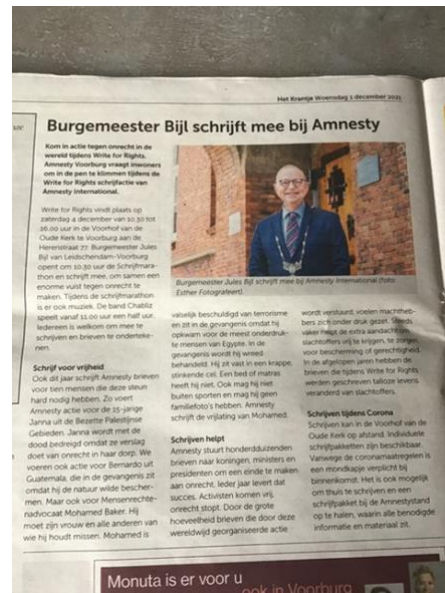 Het Krantje Woensdag 1 december 2021
Burgemeester Bijl schrijft mee bij Amnesty
Kom in actie tegen onrecht in de
wereld tijdens Write for Rights.
Amnesty Voorburg vraagt inwoners
om in de pen te klimmen tijdens de
Write for Rights schrijfactie van
Amnesty International.
Write for Rights vindt plaats op
zaterdag 4 december van 10.30 tot
16.00 uur in de Voorhof van de
Oude Kerk te Voorburg aan de
Herenstraat 77. Burgemeester Jules
Bijl van Leidschendam-Voorburg
opent om 10.30 uur de Schrijfmara-
thon en schrijft mee, om samen een
enorme vuist tegen onrecht te
maken. Tijdens de schrijfmarathon
is er ook muziek. De band Chabliz
speelt vanaf 11.00 uur een half uur.
Iedereen is welkom om mee te
schrijven en brieven te onderteke-
nen.
Schrijf voor vrijheid
Ook dit jaar schrijft Amnesty brieven
voor tien mensen die deze steun
hard nodig hebben. Zo voert
Amnesty actie voor de 15-jarige
Janna uit de Bezette Palestijnse
Gebieden. Janna wordt met de
dood bedreigd omdat ze verslag
doet van onrecht in haar dorp. We
voeren ook actie voor Bernardo uit
Guatemala, die in de gevangenis zit
omdat hij de natuur wilde bescher-
men. Maar ook voor Mensenrechte-
nadvocaat Mohamed Baker. Hij
moet zijn vrouw en alle anderen van
wie hij houdt missen. Mohamed is
Burgemeester Jules Bijl schrijft mee bij Amnesty International (foto:
Esther Fotografeert).
valselijk beschuldigd van terrorisme
en zit in de gevangenis omdat hij
opkwam voor de meest onderdruk-
te mensen van Egypte. In de
gevangenis wordt hij wreed
behandeld. Hij zit vast in een krappe,
stinkende cel. Een bed of matras
heeft hij niet. Ook mag hij niet
buiten sporten en mag hij geen
familiefoto's hebben. Amnesty
schrijft de vrijlating van Mohamed.
Schrijven helpt
Amnesty stuurt honderdduizenden
brieven naar koningen, ministers en
presidenten om een einde te maken
aan onrecht. Ieder jaar levert dat
succes. Activisten komen vrij,
onrecht stopt. Door de grote
hoeveelheid brieven die door deze
wereldwijd georganiseerde actie
wordt verstuurd, voelen machtheb-
bers zich onder druk gezet. Steeds
vaker helpt de extra aandacht om
slachtoffers vrij te krijgen, te zorgen
voor bescherming of gerechtigheid.
In de afgelopen jaren hebben de
brieven die tijdens Write for Rights
werden geschreven talloze levens
veranderd van slachtoffers.
Schrijven tijdens Corona
Schrijven kan in de Voorhof van de
Oude Kerk op afstand. Individuele
schrijfpakketten zijn beschikbaar.
Vanwege de coronamaatregelen is
een mondkapje verplicht bij
binnenkomst. Het is ook mogelijk
om thuis te schrijven en een
schrijfpakket bij de Amnestystand
op te halen, waarin alle benodigde
informatie en materiaal zit.
Monuta is er voor u
ook in Voorburg